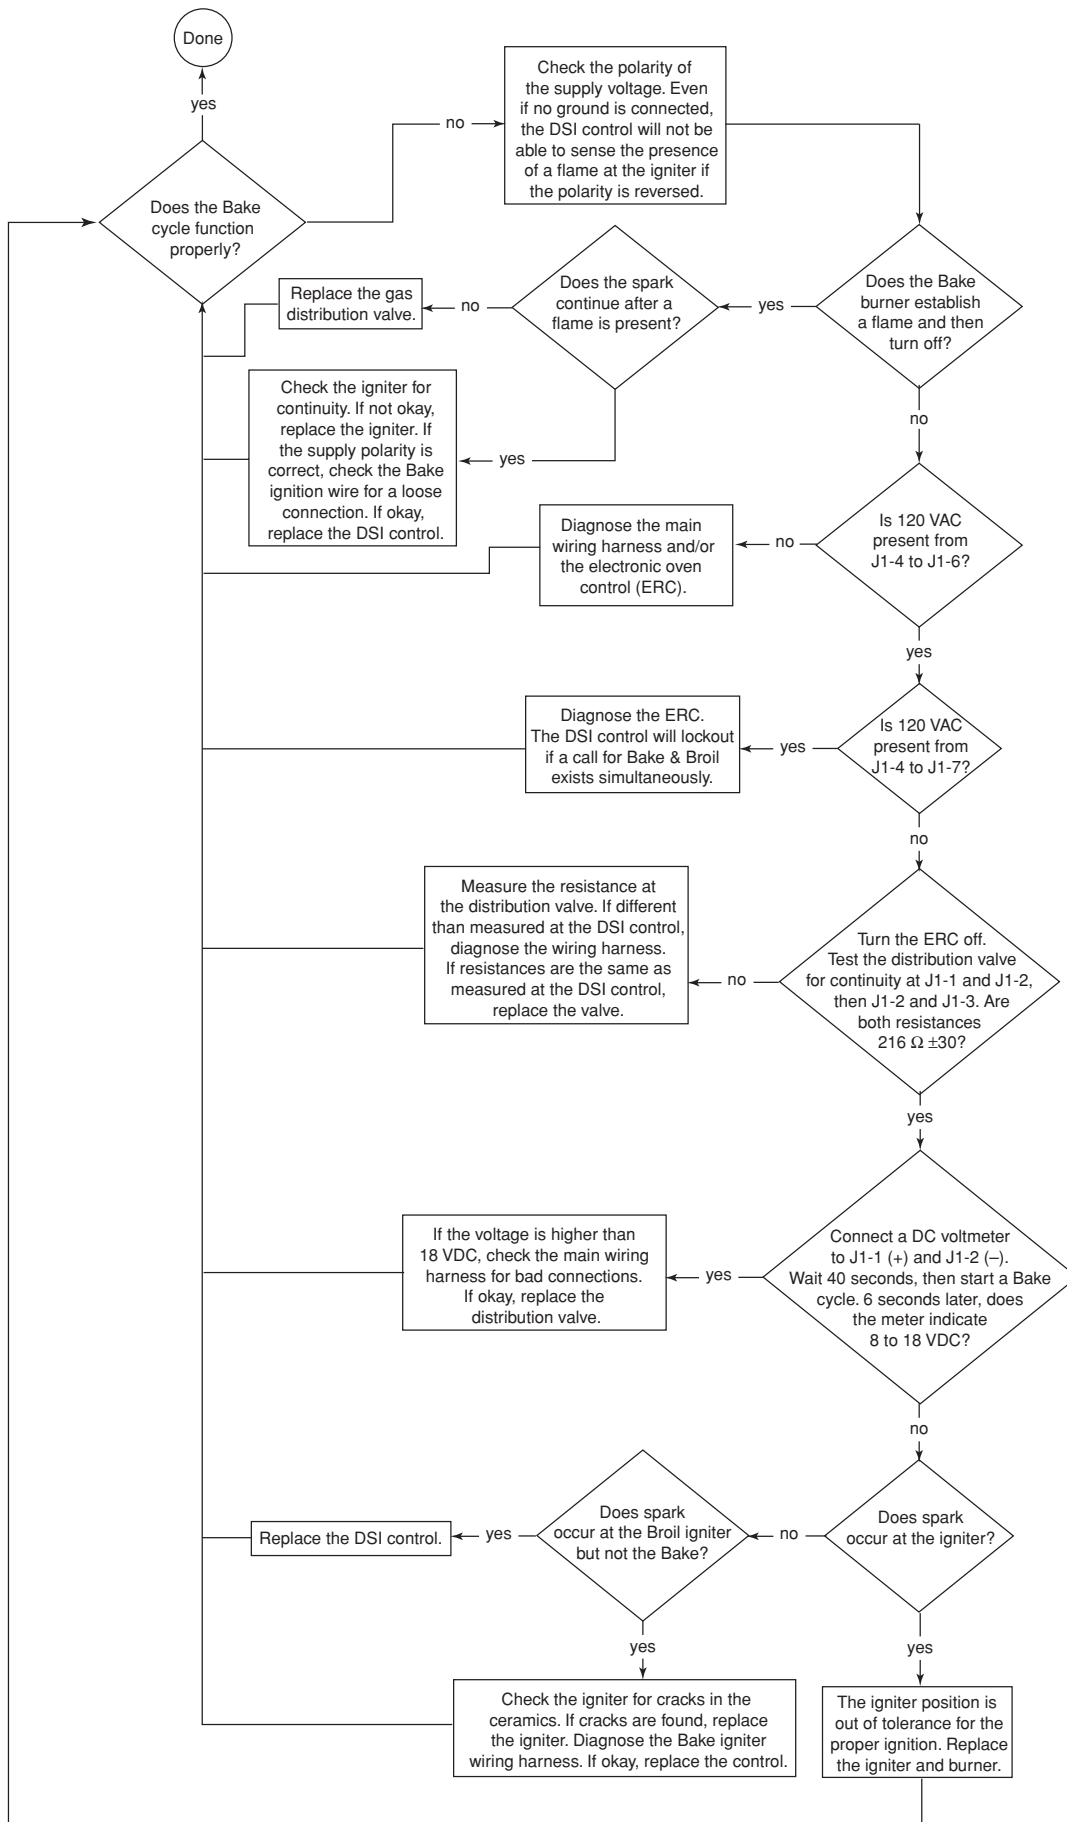 Done
yes
Does the Bake
cycle function
properly?
no
Check the polarity of
the supply voltage. Even
if no ground is connected,
the DSI control will not be
able to sense the presence
of a flame at the igniter if
the polarity is reversed.
Does the Bake
burner establish
a flame and then
turn off?
yes
Does the spark
continue after a
flame is present?
no
Replace the gas
distribution valve.
yes
Check the igniter for
continuity. If not okay,
replace the igniter. If
the supply polarity is
correct, check the Bake
ignition wire for a loose
connection. If okay,
replace the DSI control.
no
Is 120 VAC
present from
J1-4 to J1-6?
no
Diagnose the main
wiring harness and/or
the electronic oven
control (ERC).
yes
Is 120 VAC
present from
J1-4 to J1-7?
yes
Diagnose the ERC.
The DSI control will lockout
if a call for Bake & Broil
exists simultaneously.
no
Turn the ERC off.
Test the distribution valve
for continuity at J1-1 and J1-2,
then J1-2 and J1-3. Are
both resistances
216 Ω ±30?
no
Measure the resistance at
the distribution valve. If different
than measured at the DSI control,
diagnose the wiring harness.
If resistances are the same as
measured at the DSI control,
replace the valve.
yes
Connect a DC voltmeter
to J1-1 (+) and J1-2 (–).
Wait 40 seconds, then start a Bake
cycle. 6 seconds later, does
the meter indicate
8 to 18 VDC?
yes
If the voltage is higher than
18 VDC, check the main wiring
harness for bad connections.
If okay, replace the
distribution valve.
no
Does spark
occur at the igniter?
no
Does spark
occur at the Broil igniter
but not the Bake?
yes
Replace the DSI control.
yes
Check the igniter for cracks in the
ceramics. If cracks are found, replace
the igniter. Diagnose the Bake igniter
wiring harness. If okay, replace the control.
yes
The igniter position is
out of tolerance for the
proper ignition. Replace
the igniter and burner.